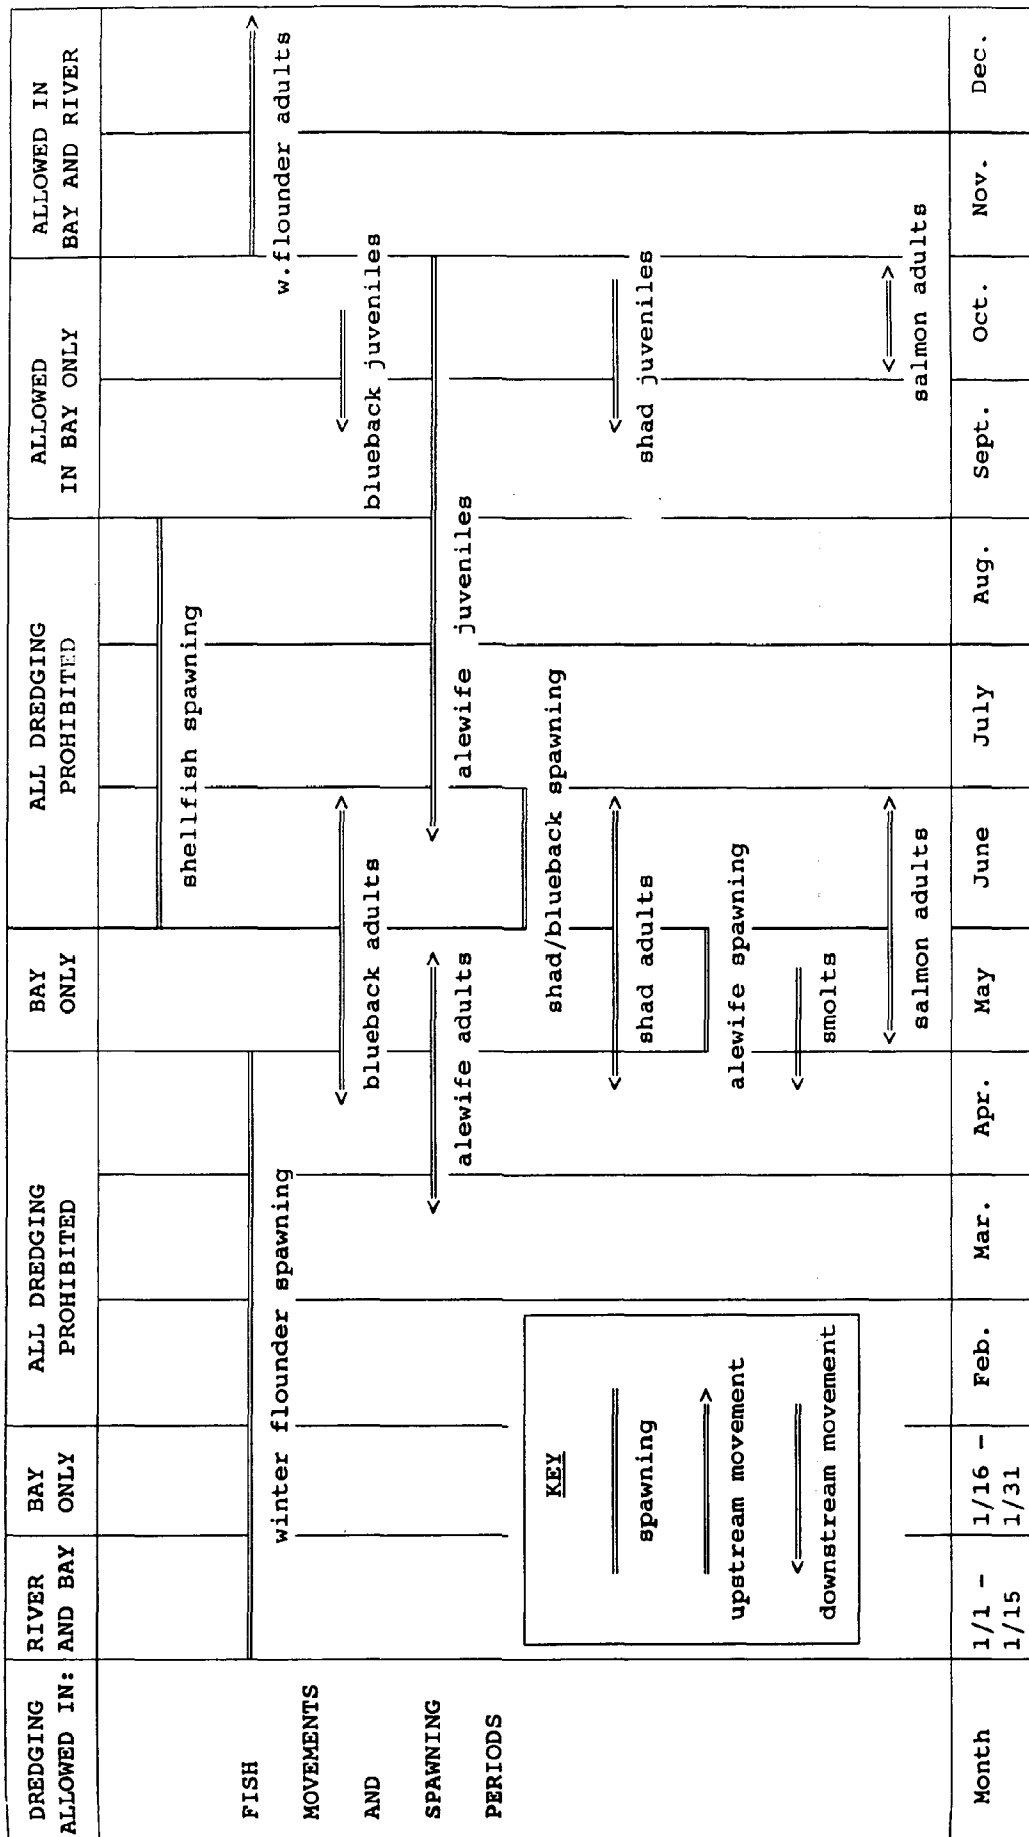 DREDGING
ALLOWED IN:
RIVER
AND BAY
BAY
ONLY
ALL DREDGING
PROHIBITED
BAY
ONLY
ALL DREDGING
PROHIBITED
ALLOWED
IN BAY ONLY
ALLOWED IN
BAY AND RIVER
FISH
MOVEMENTS
AND
SPAWNING
PERIODS
shellfish spawning
winter flounder spawning
w.flounder adults
blueback adults
blueback juveniles
alewife adults
alewife juveniles
shad/blueback spawning
shad adults
shad juveniles
alewife spawning
smolts
salmon adults
salmon adults
KEY
spawning
upstream movement
downstream movement
Month
1/1 -
1/15
1/16 -
1/31
Feb.
Mar.
Apr.
May
June
July
Aug.
Sept.
Oct.
Nov.
Dec.